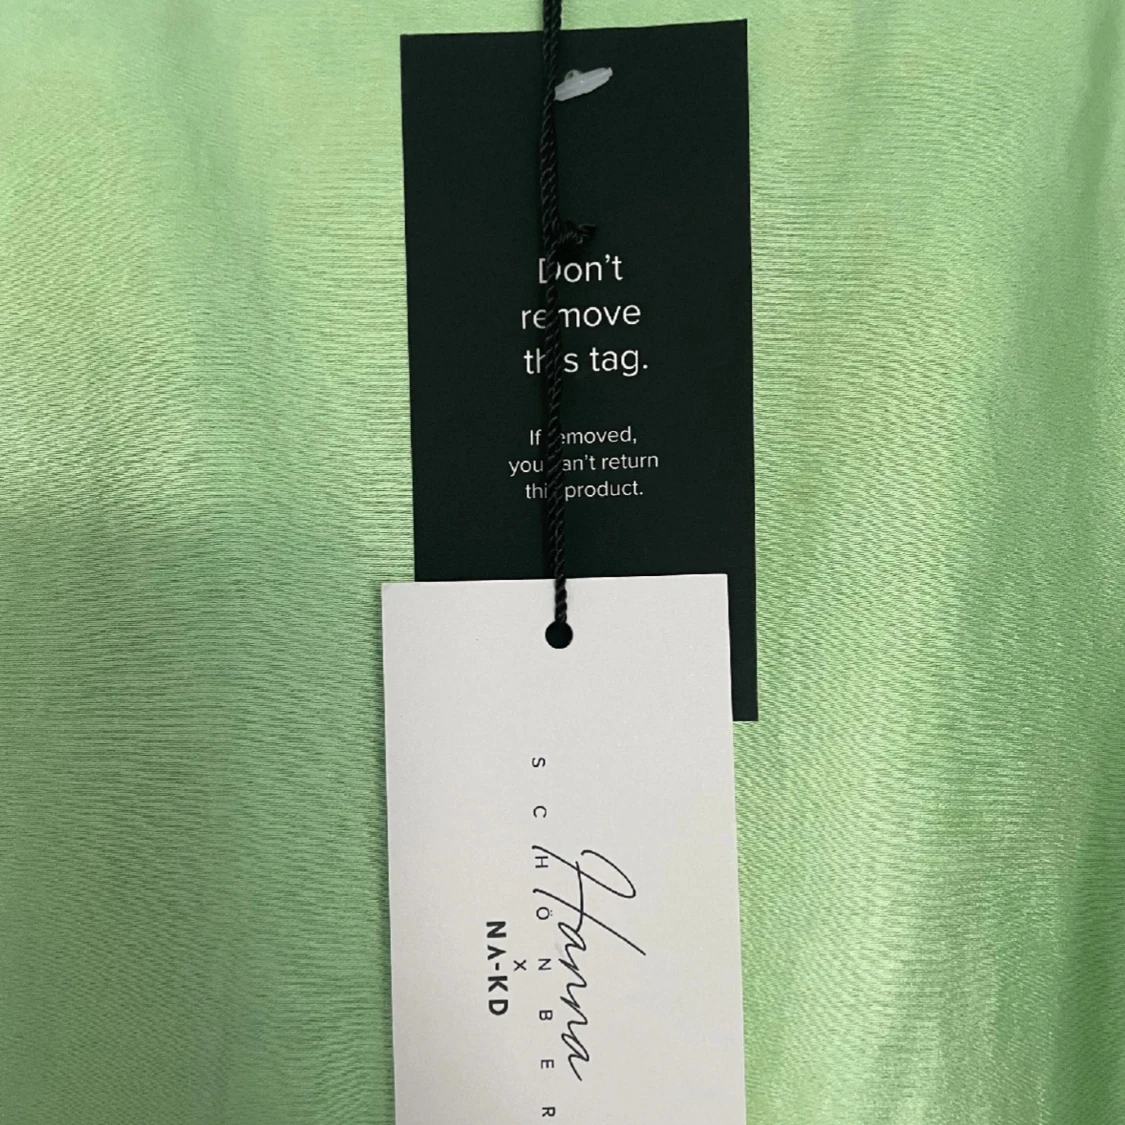 Don't
remove
this tag.
If removed,
you can't return
this product.
Hanna
SCHÖNBER
X
NA-KD